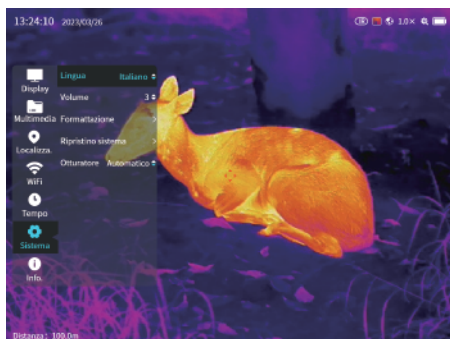 13:24:10 2023/03/26
1.0×
Display
Multimedia
Localizza.
WiFi
Tempo
Sistema
Info.
Lingua Italiano
Volume 3
Formattazione
Ripristino sistema
Otturatore Automatico
Distanza: 100.0m